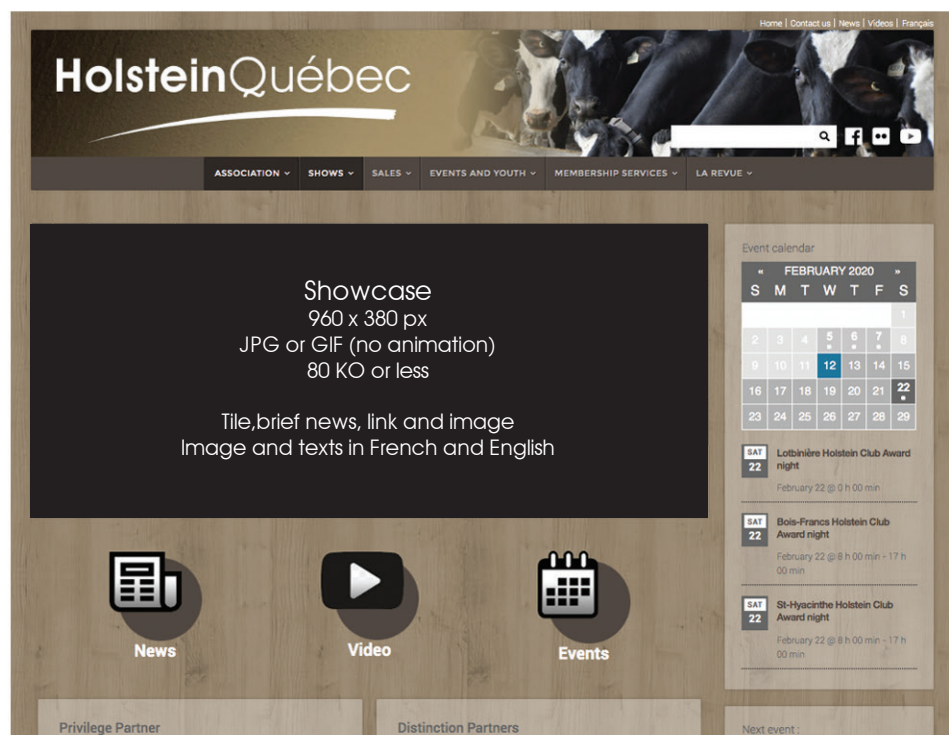 Home | Contact us | News | Videos | Français
HolsteinQuébec
ASSOCIATION SHOWS SALES EVENTS AND YOUTH MEMBERSHIP SERVICES LA REVUE
Showcase
960 x 380 px
JPG or GIF (no animation)
80 KO or less
Tile,brief news, link and image
Image and texts in French and English
News
Video
Events
Privilege Partner
Distinction Partners
Event calendar
« FEBRUARY 2020 »
S M T W T F S
1
2 3 4 5 6 7 8
9 10 11 12 13 14 15
16 17 18 19 20 21 22
23 24 25 26 27 28 29
SAT
22
Lotbinière Holstein Club Award
night
February 22 @ 0 h 00 min
SAT
22
Bois-Francs Holstein Club
Award night
February 22 @ 8 h 00 min - 17 h
00 min
SAT
22
St-Hyacinthe Holstein Club
Award night
February 22 @ 8 h 00 min - 17 h
00 min
Next event :